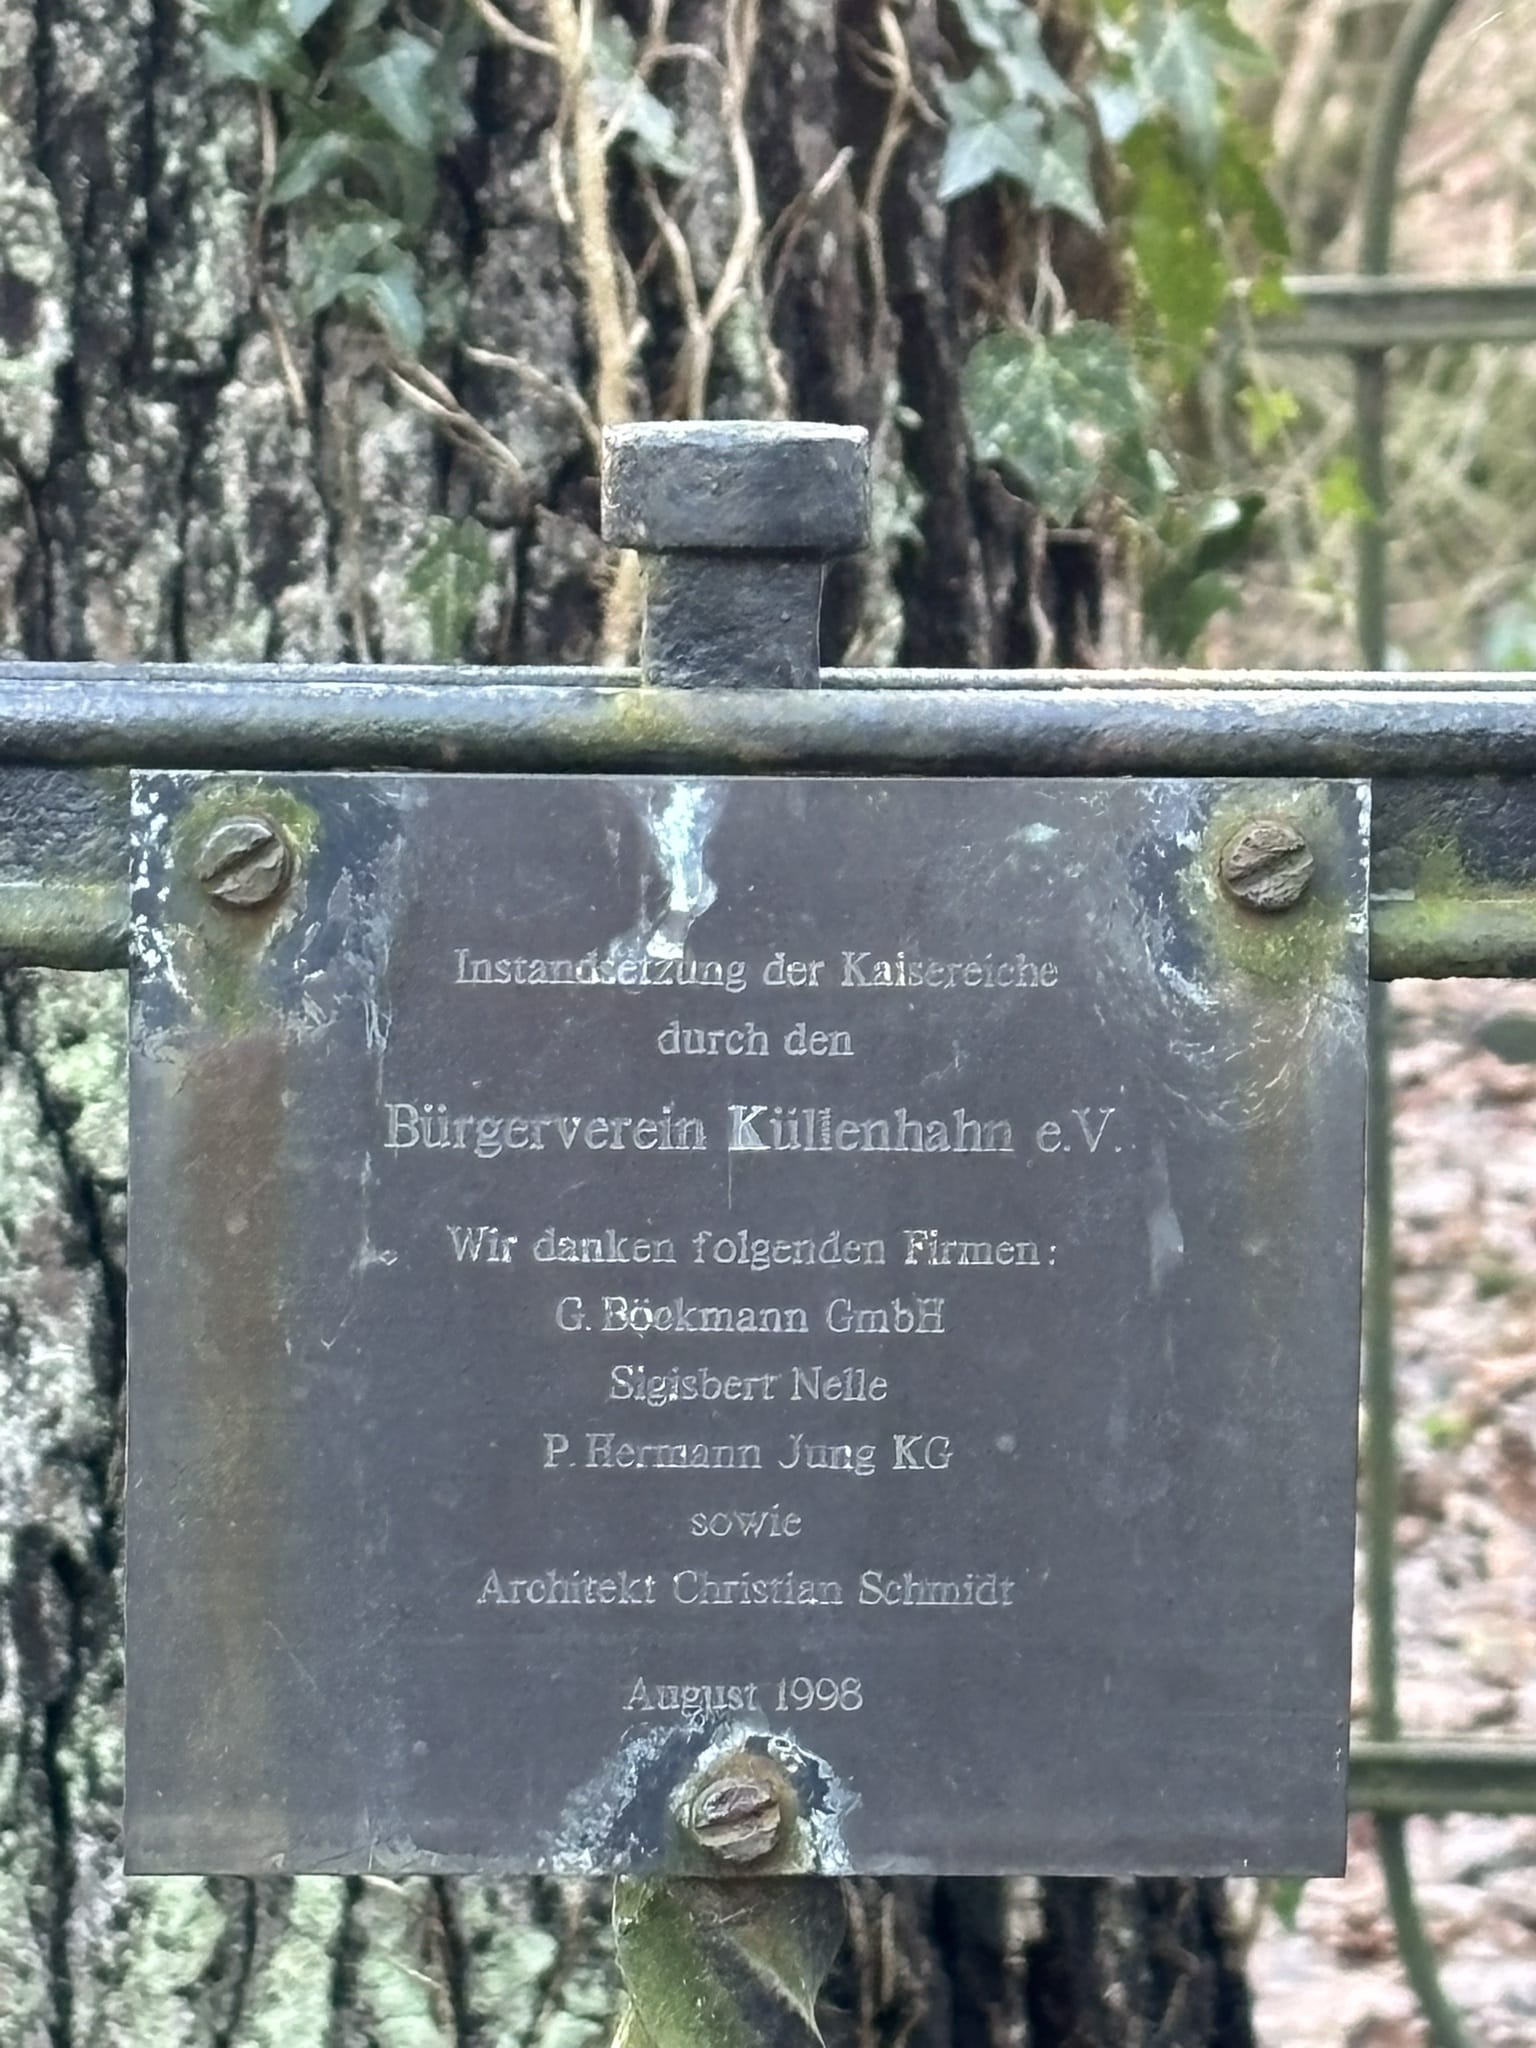 Instandsetzung der Kaisereiche
durch den
Bürgerverein Küllenhahn e.V.
Wir danken folgenden Firmen:
G. Böckmann GmbH
Sigisbert Nelle
P. Hermann Jung KG
sowie
Architekt Christian Schmidt
August 1998